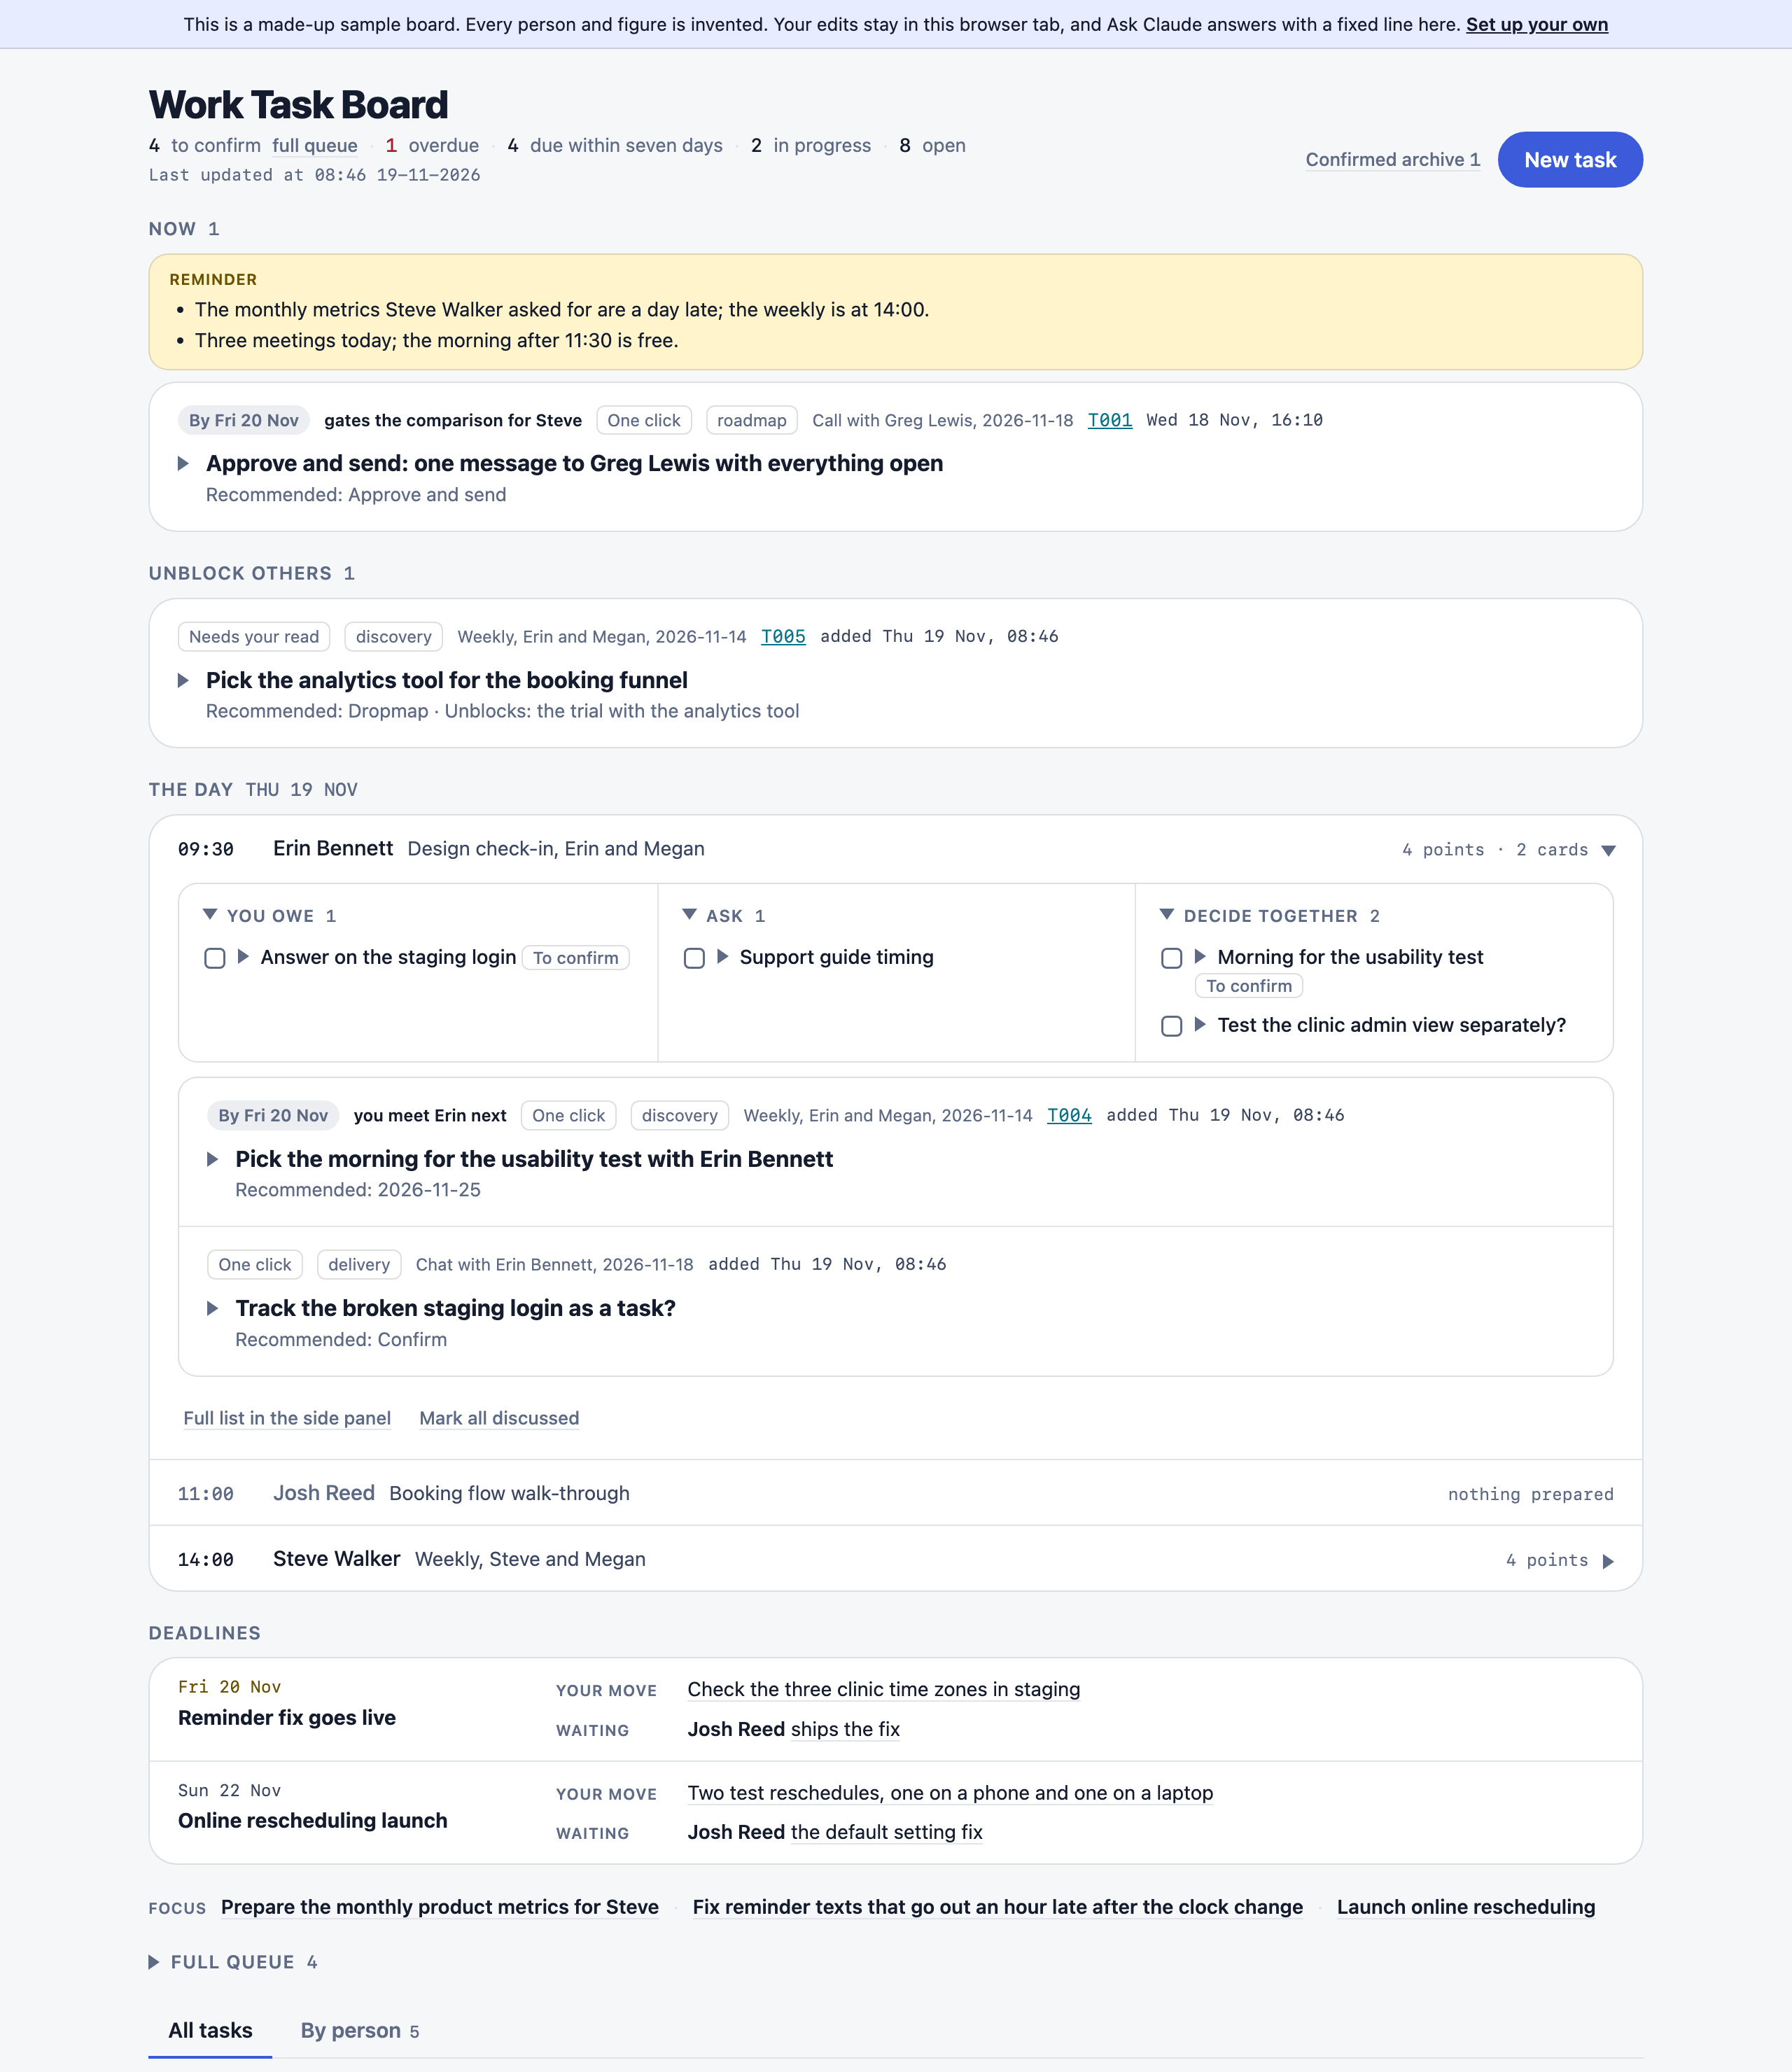 This is a made-up sample board. Every person and figure is invented. Your edits stay in this browser tab, and Ask Claude answers with a fixed line here. Set up your own
Work Task Board
4 to confirm full queue · 1 overdue · 4 due within seven days · 2 in progress · 8 open
Last updated at 08:46 19-11-2026
Confirmed archive 1
New task
NOW 1
REMINDER
• The monthly metrics Steve Walker asked for are a day late; the weekly is at 14:00.
• Three meetings today; the morning after 11:30 is free.
By Fri 20 Nov gates the comparison for Steve One click roadmap Call with Greg Lewis, 2026-11-18 T001 Wed 18 Nov, 16:10
Approve and send: one message to Greg Lewis with everything open
Recommended: Approve and send
UNBLOCK OTHERS 1
Needs your read discovery Weekly, Erin and Megan, 2026-11-14 T005 added Thu 19 Nov, 08:46
Pick the analytics tool for the booking funnel
Recommended: Dropmap · Unblocks: the trial with the analytics tool
THE DAY THU 19 NOV
09:30 Erin Bennett Design check-in, Erin and Megan 4 points · 2 cards
YOU OWE 1
Answer on the staging login To confirm
ASK 1
Support guide timing
DECIDE TOGETHER 2
Morning for the usability test
To confirm
Test the clinic admin view separately?
By Fri 20 Nov you meet Erin next One click discovery Weekly, Erin and Megan, 2026-11-14 T004 added Thu 19 Nov, 08:46
Pick the morning for the usability test with Erin Bennett
Recommended: 2026-11-25
One click delivery Chat with Erin Bennett, 2026-11-18 added Thu 19 Nov, 08:46
Track the broken staging login as a task?
Recommended: Confirm
Full list in the side panel Mark all discussed
11:00 Josh Reed Booking flow walk-through nothing prepared
14:00 Steve Walker Weekly, Steve and Megan 4 points
DEADLINES
Fri 20 Nov
Reminder fix goes live
YOUR MOVE Check the three clinic time zones in staging
WAITING Josh Reed ships the fix
Sun 22 Nov
Online rescheduling launch
YOUR MOVE Two test reschedules, one on a phone and one on a laptop
WAITING Josh Reed the default setting fix
FOCUS Prepare the monthly product metrics for Steve · Fix reminder texts that go out an hour late after the clock change · Launch online rescheduling
FULL QUEUE 4
All tasks By person 5